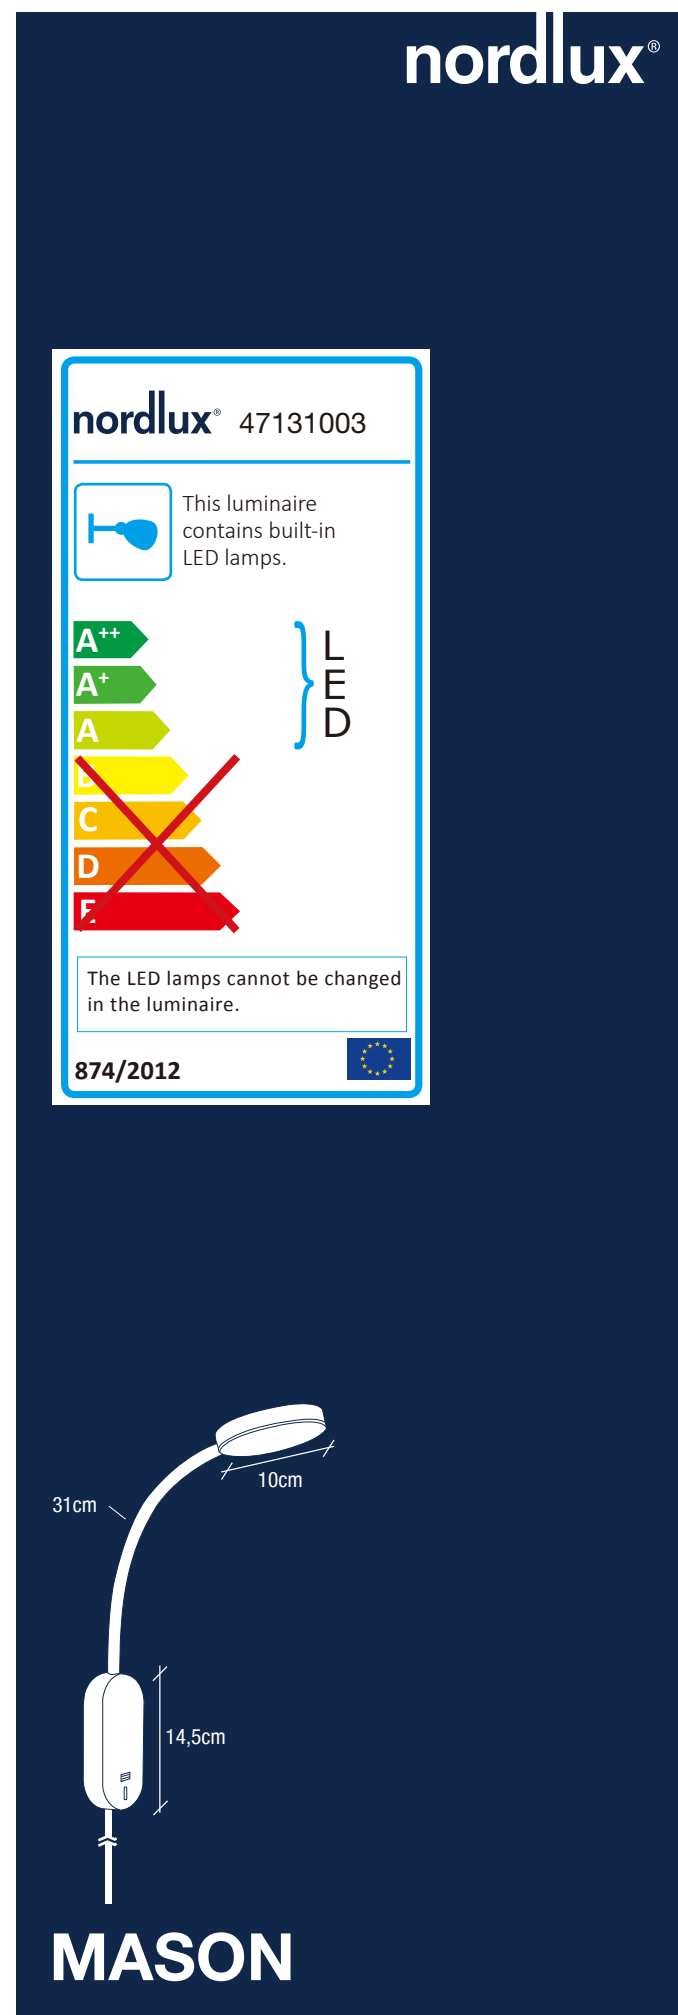 nordlux®
nordlux® 47131003
This luminaire
contains built-in
LED lamps.
A++
A+
A
B
C
D
E
L
E
D
The LED lamps cannot be changed
in the luminaire.
874/2012
10cm
31cm
14,5cm
MASON